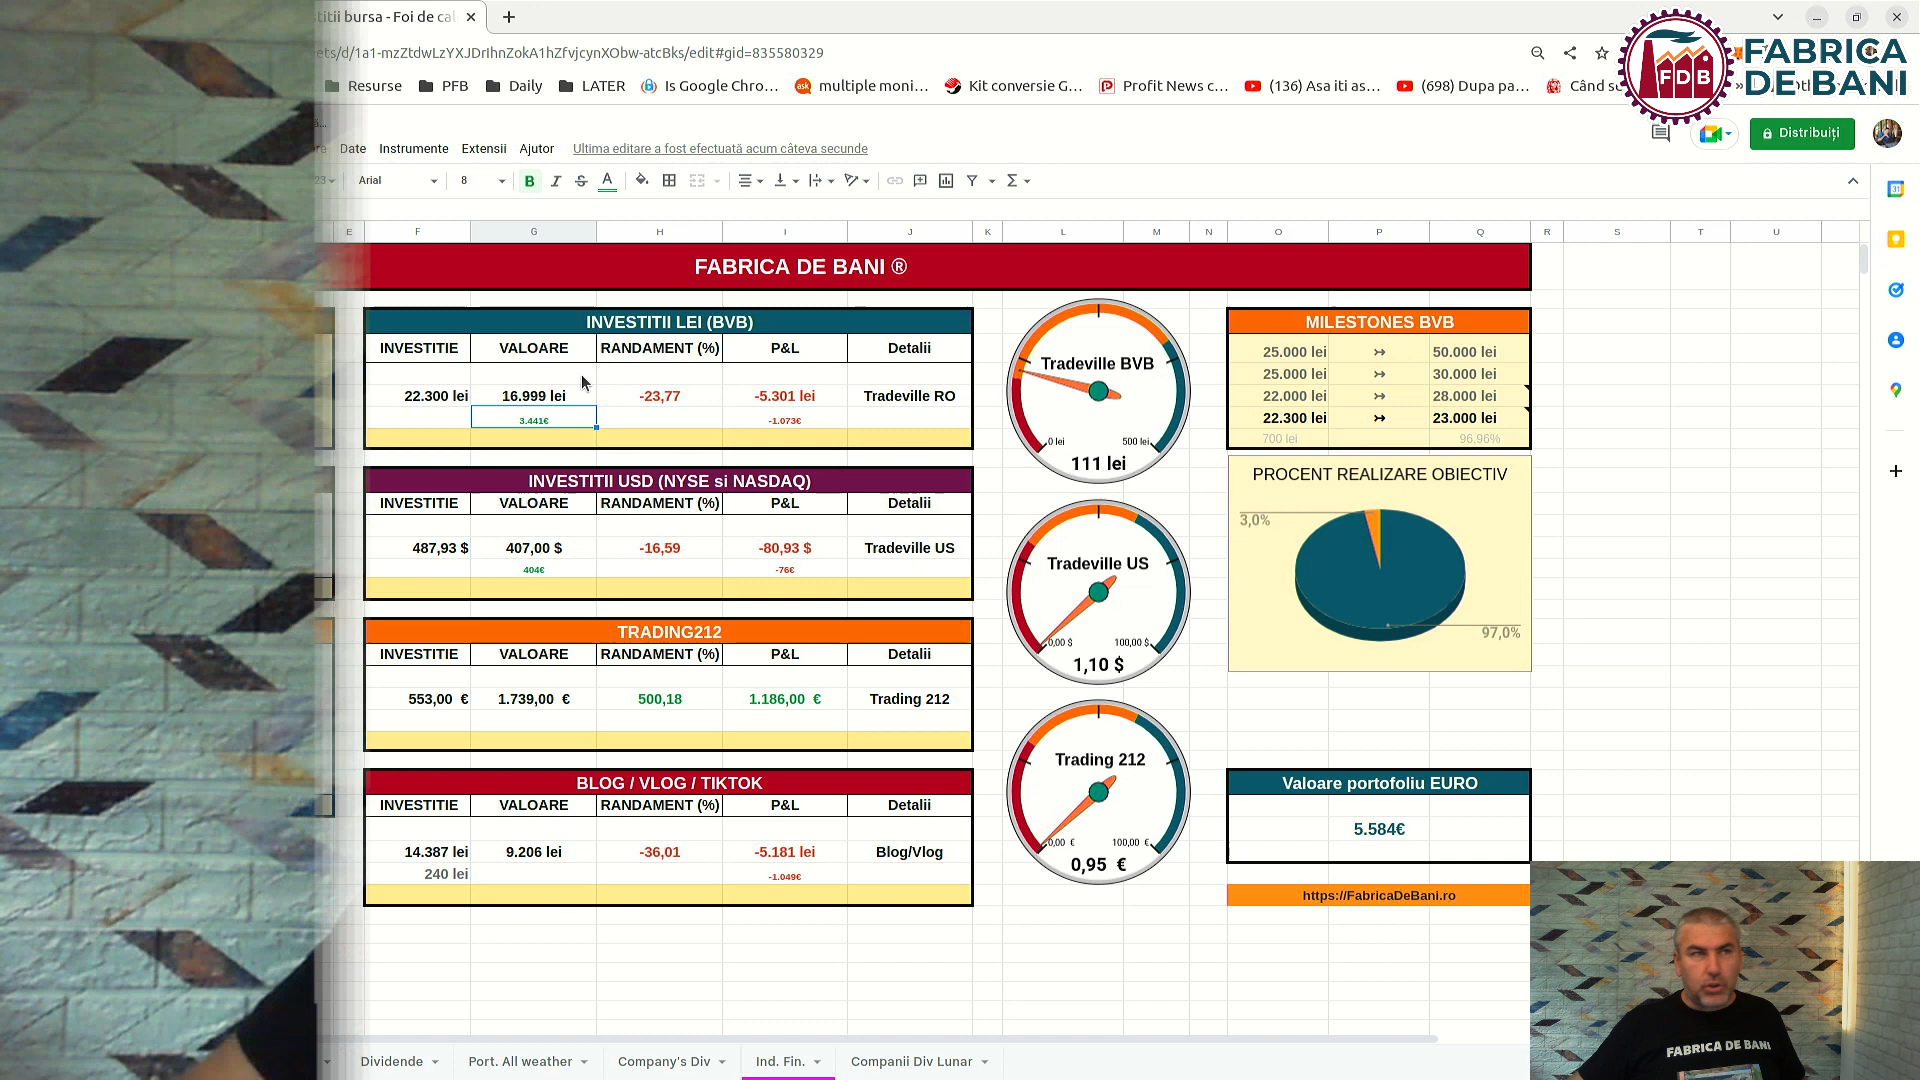 stitii bursa - Foi de cal
ets/d/1a1-mzZtdwLzYXJDrIhnZokA1hZfvjcynXObw-atcBks/edit#gid=835580329
FABRICA
DE BANI
FDB
Resurse PFB Daily LATER Is Google Chro… multiple moni… Kit conversie G… Profit News c… (136) Asa iti as… (698) Dupa pa… Când s
Date Instrumente Extensii Ajutor Ultima editare a fost efectuată acum câteva secunde
Distribuiți
Arial 8
E F G H I J K L M N O P Q R S T U
FABRICA DE BANI ®
INVESTITII LEI (BVB)
INVESTITIE VALOARE RANDAMENT (%) P&L Detalii
22.300 lei 16.999 lei -23,77 -5.301 lei Tradeville RO
3.441€ -1.073€
INVESTITII USD (NYSE si NASDAQ)
INVESTITIE VALOARE RANDAMENT (%) P&L Detalii
487,93 $ 407,00 $ -16,59 -80,93 $ Tradeville US
404€ -76€
TRADING212
INVESTITIE VALOARE RANDAMENT (%) P&L Detalii
553,00 € 1.739,00 € 500,18 1.186,00 € Trading 212
BLOG / VLOG / TIKTOK
INVESTITIE VALOARE RANDAMENT (%) P&L Detalii
14.387 lei 9.206 lei -36,01 -5.181 lei Blog/Vlog
240 lei -1.049€
Tradeville BVB
0 lei 500 lei
111 lei
Tradeville US
0,00 $ 100,00 $
1,10 $
Trading 212
0,00 € 100,00 €
0,95 €
MILESTONES BVB
25.000 lei ↣ 50.000 lei
25.000 lei ↣ 30.000 lei
22.000 lei ↣ 28.000 lei
22.300 lei ↣ 23.000 lei
700 lei 96,96%
PROCENT REALIZARE OBIECTIV
3,0%
97,0%
Valoare portofoliu EURO
5.584€
https://FabricaDeBani.ro
FABRICA DE BANI
Dividende Port. All weather Company's Div Ind. Fin. Companii Div Lunar